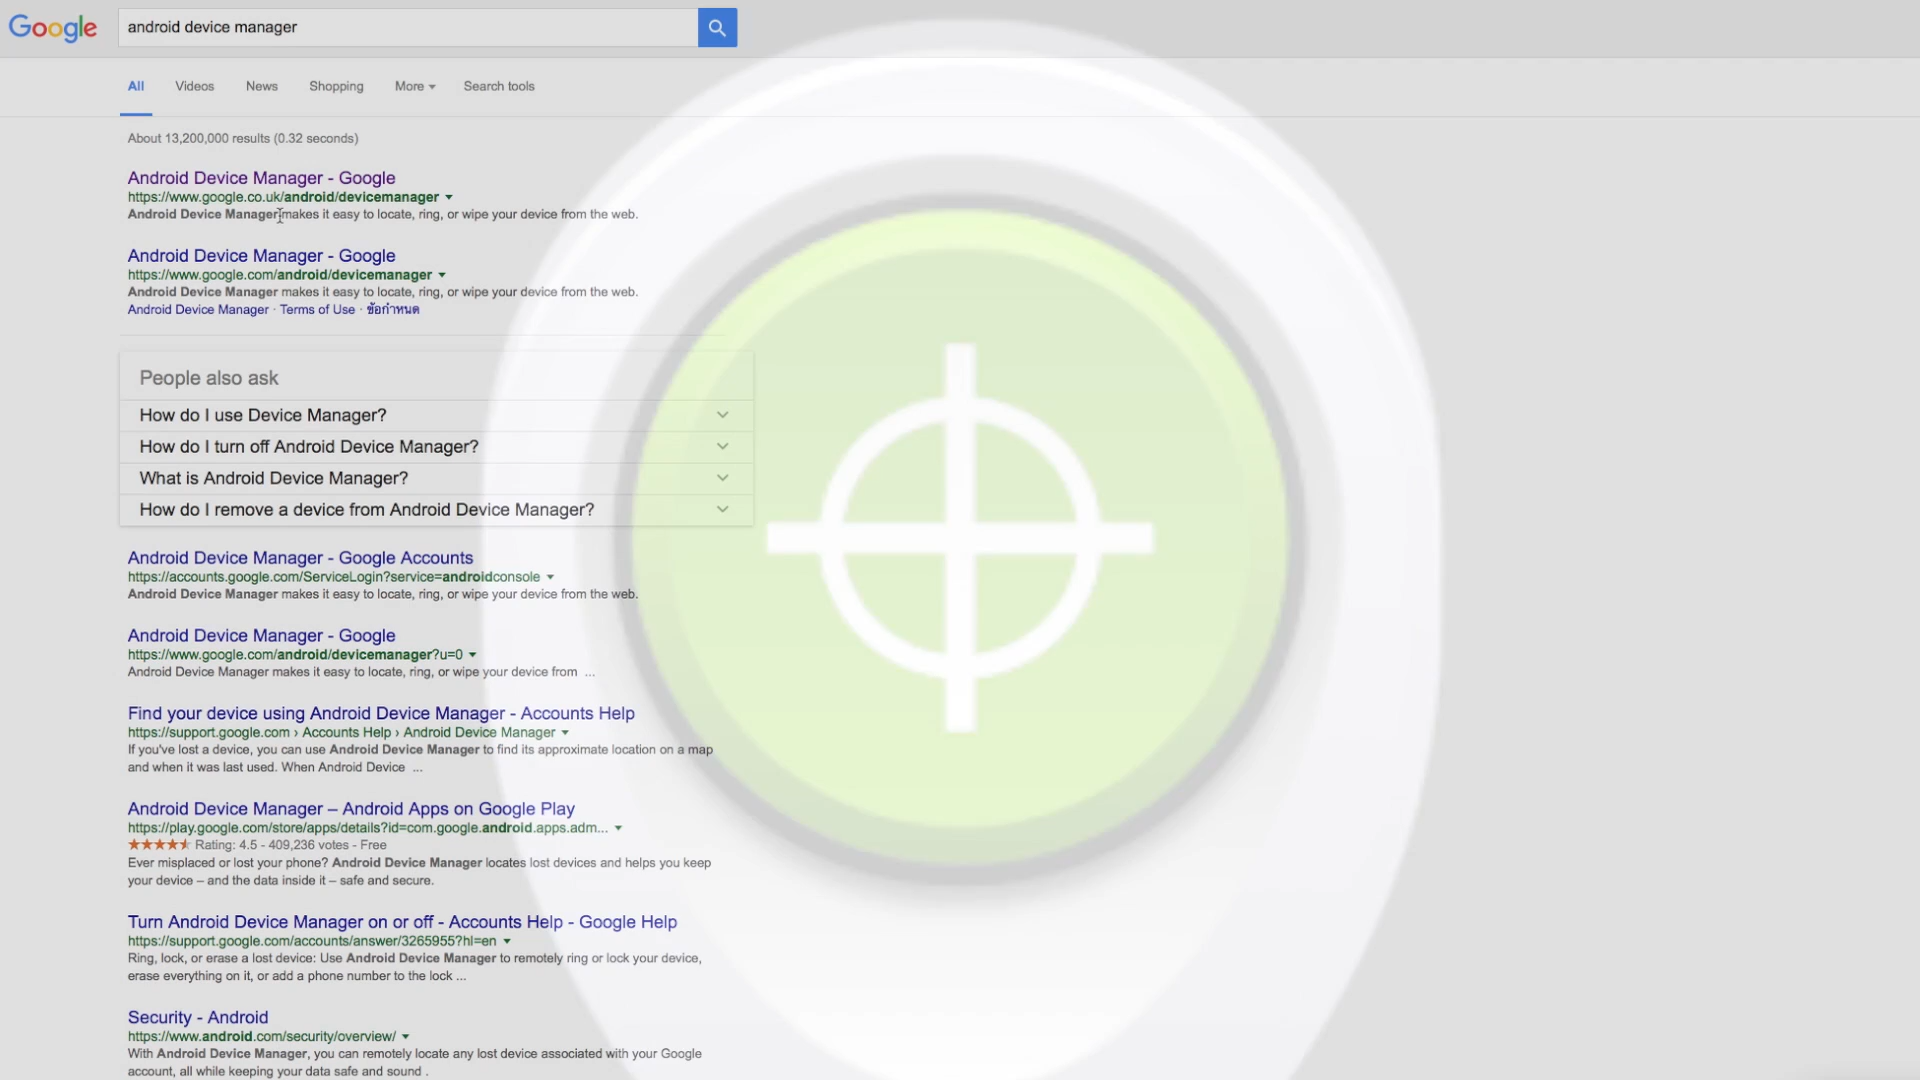 Google
android device manager
All Videos News Shopping More Search tools
About 13,200,000 results (0.32 seconds)
Android Device Manager - Google
https://www.google.co.uk/android/devicemanager
Android Device Manager makes it easy to locate, ring, or wipe your device from the web.
Android Device Manager - Google
https://www.google.com/android/devicemanager
Android Device Manager makes it easy to locate, ring, or wipe your device from the web.
Android Device Manager · Terms of Use · ข้อกำหนด
People also ask
How do I use Device Manager?
How do I turn off Android Device Manager?
What is Android Device Manager?
How do I remove a device from Android Device Manager?
Android Device Manager - Google Accounts
https://accounts.google.com/ServiceLogin?service=androidconsole
Android Device Manager makes it easy to locate, ring, or wipe your device from the web.
Android Device Manager - Google
https://www.google.com/android/devicemanager?u=0
Android Device Manager makes it easy to locate, ring, or wipe your device from ...
Find your device using Android Device Manager - Accounts Help
https://support.google.com › Accounts Help › Android Device Manager
If you've lost a device, you can use Android Device Manager to find its approximate location on a map
and when it was last used. When Android Device ...
Android Device Manager – Android Apps on Google Play
https://play.google.com/store/apps/details?id=com.google.android.apps.adm...
Rating: 4.5 - 409,236 votes - Free
Ever misplaced or lost your phone? Android Device Manager locates lost devices and helps you keep
your device – and the data inside it – safe and secure.
Turn Android Device Manager on or off - Accounts Help - Google Help
https://support.google.com/accounts/answer/3265955?hl=en
Ring, lock, or erase a lost device: Use Android Device Manager to remotely ring or lock your device,
erase everything on it, or add a phone number to the lock ...
Security - Android
https://www.android.com/security/overview/
With Android Device Manager, you can remotely locate any lost device associated with your Google
account, all while keeping your data safe and sound .